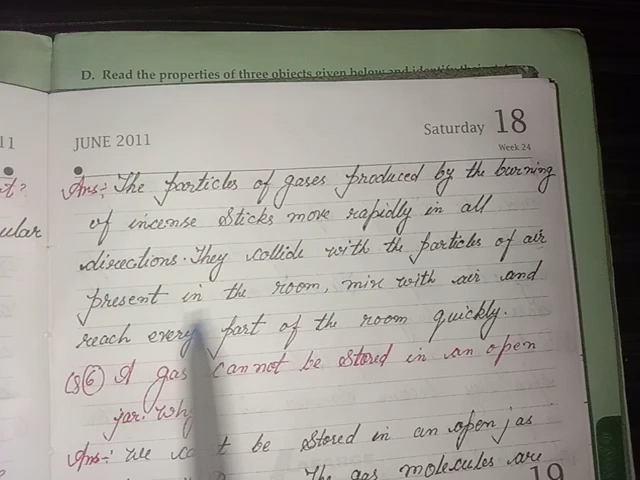 D. Read the properties of three objects given below and identify their
11
JUNE 2011
Saturday 18
Week 24
t?
Ans:- The particles of gases produced by the burning
ular
of incense sticks move rapidly in all
directions. They collide with the particles of air
present in the room, mix with air and
reach every part of the room quickly.
Q6 A gas cannot be stored in an open
jar. Why
Ans:- We t be stored in an open jas
The gas molecules are
19